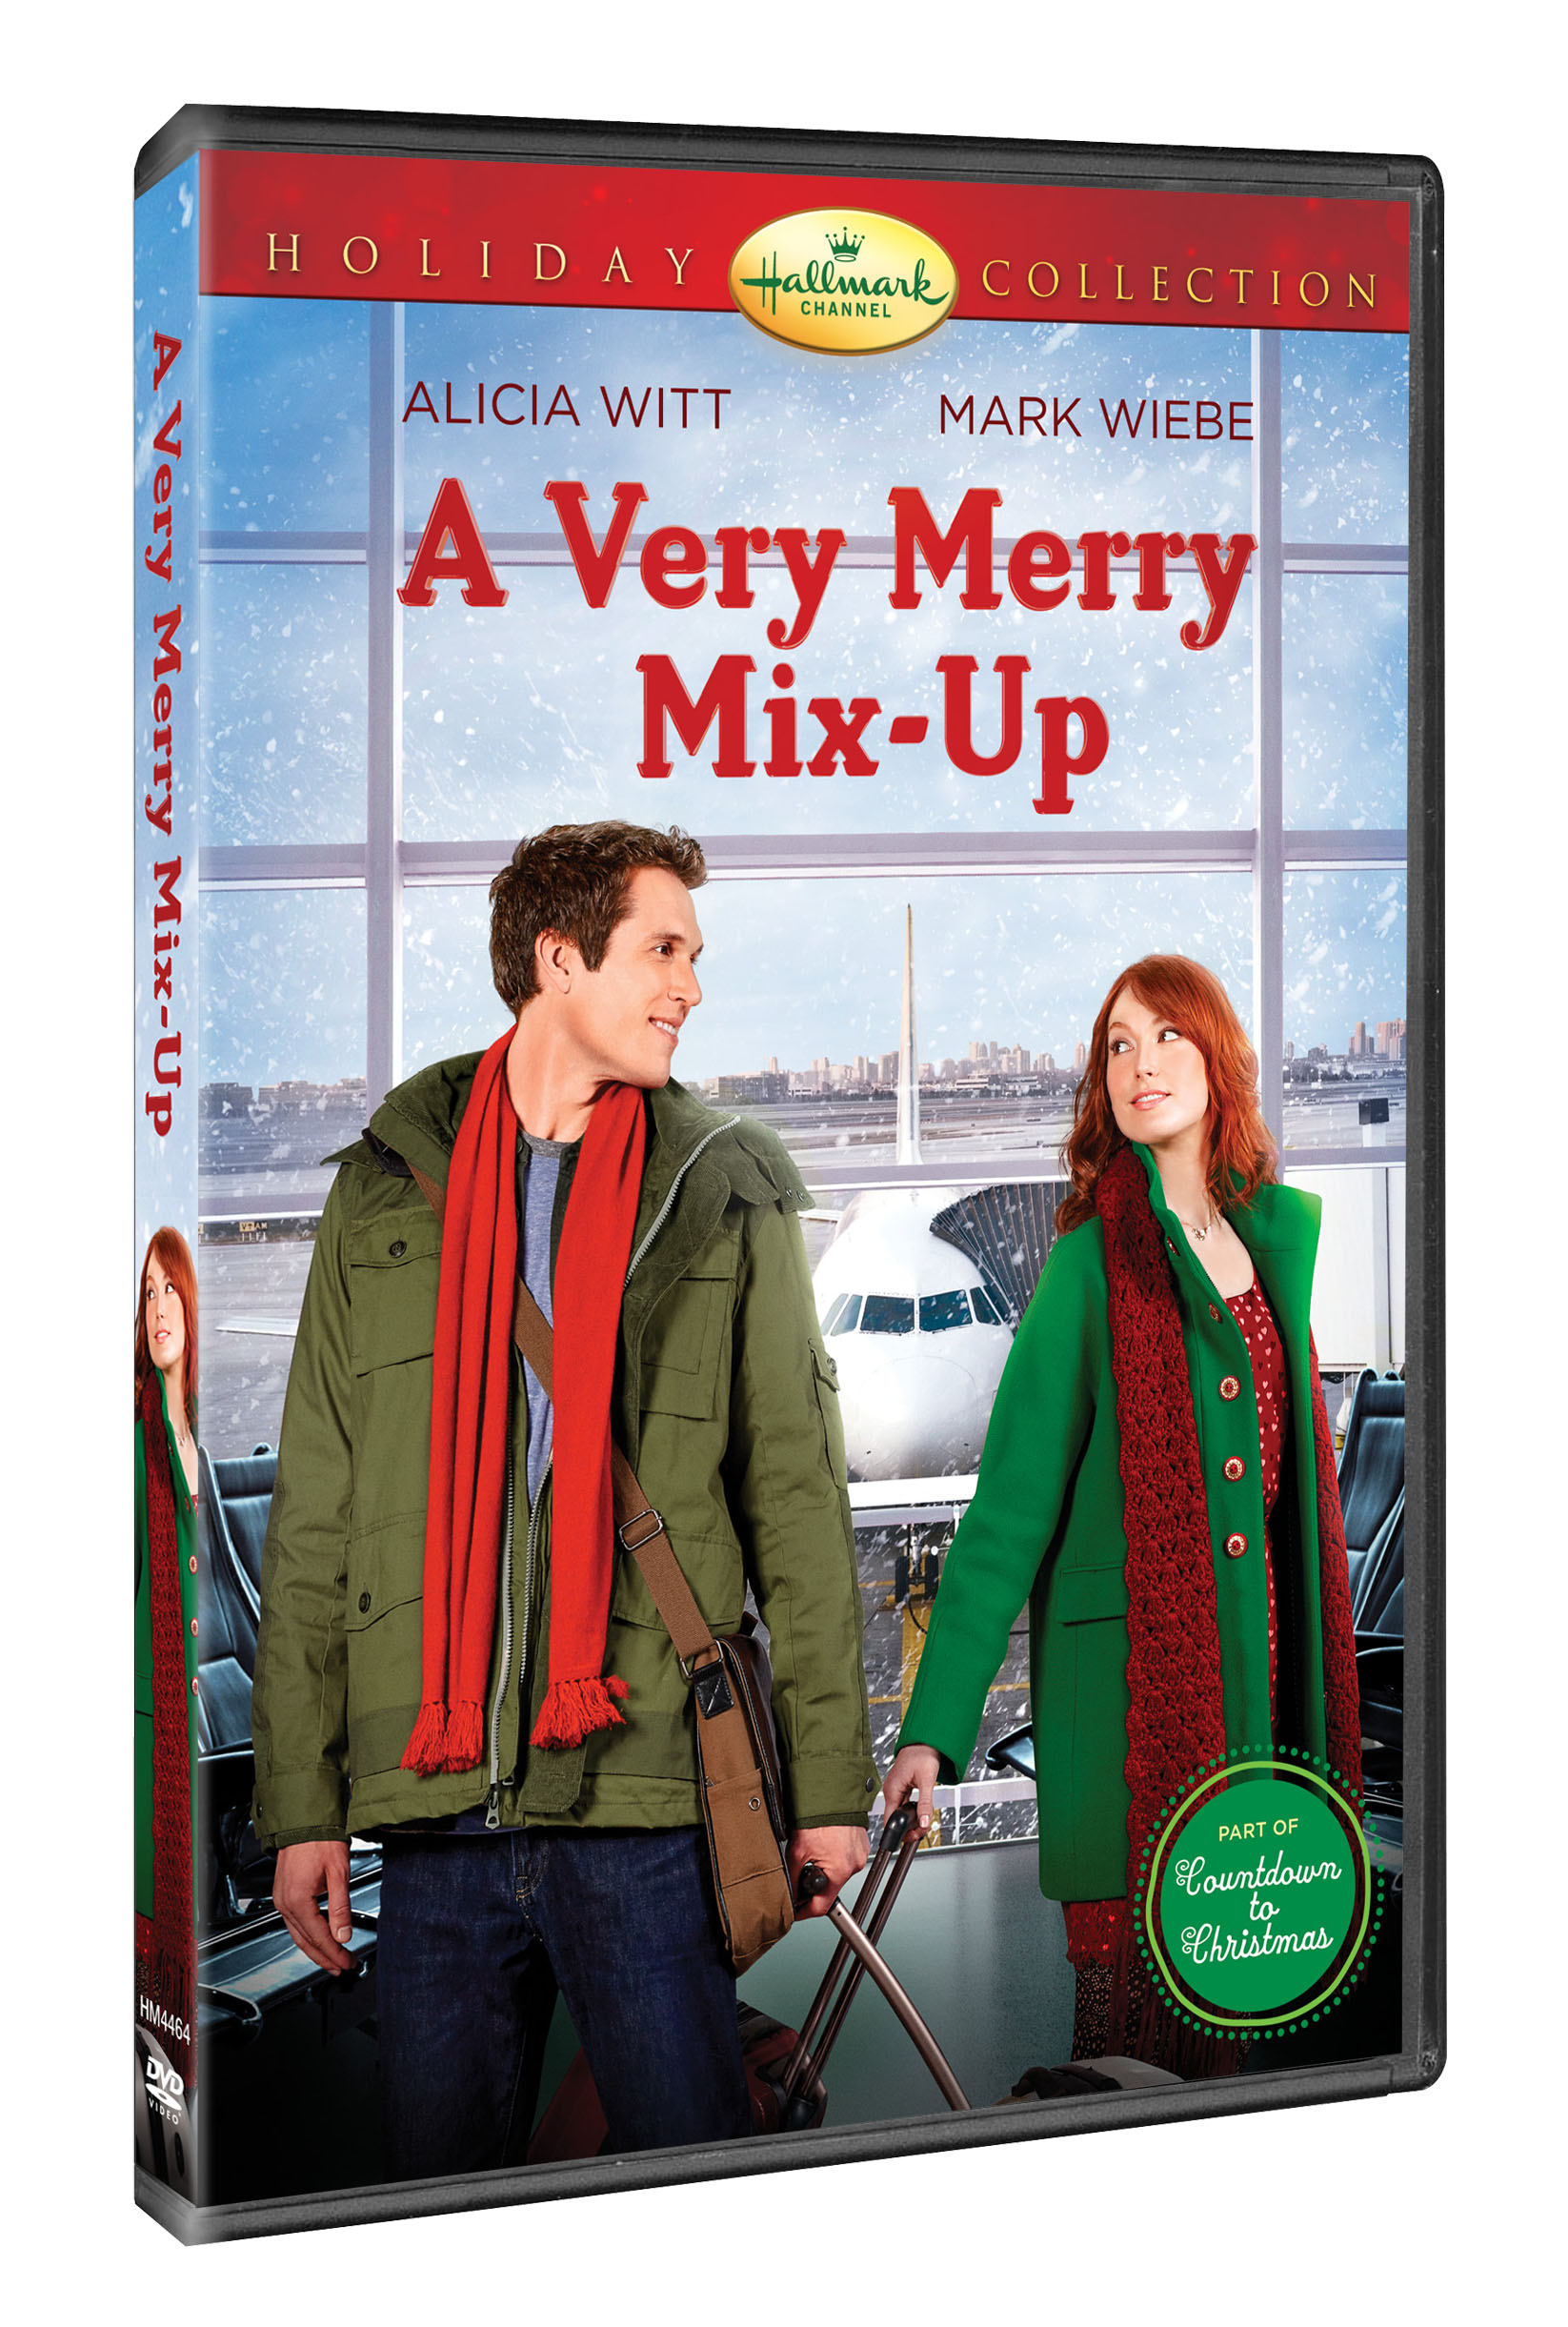 HOLIDAY Hallmark COLLECTION
CHANNEL
ALICIA WITT MARK WIEBE
A Very Merry
Mix-Up
PART OF
Countdown
to
Christmas
A Very Merry Mix-Up
HM4464
DVD
VIDEO